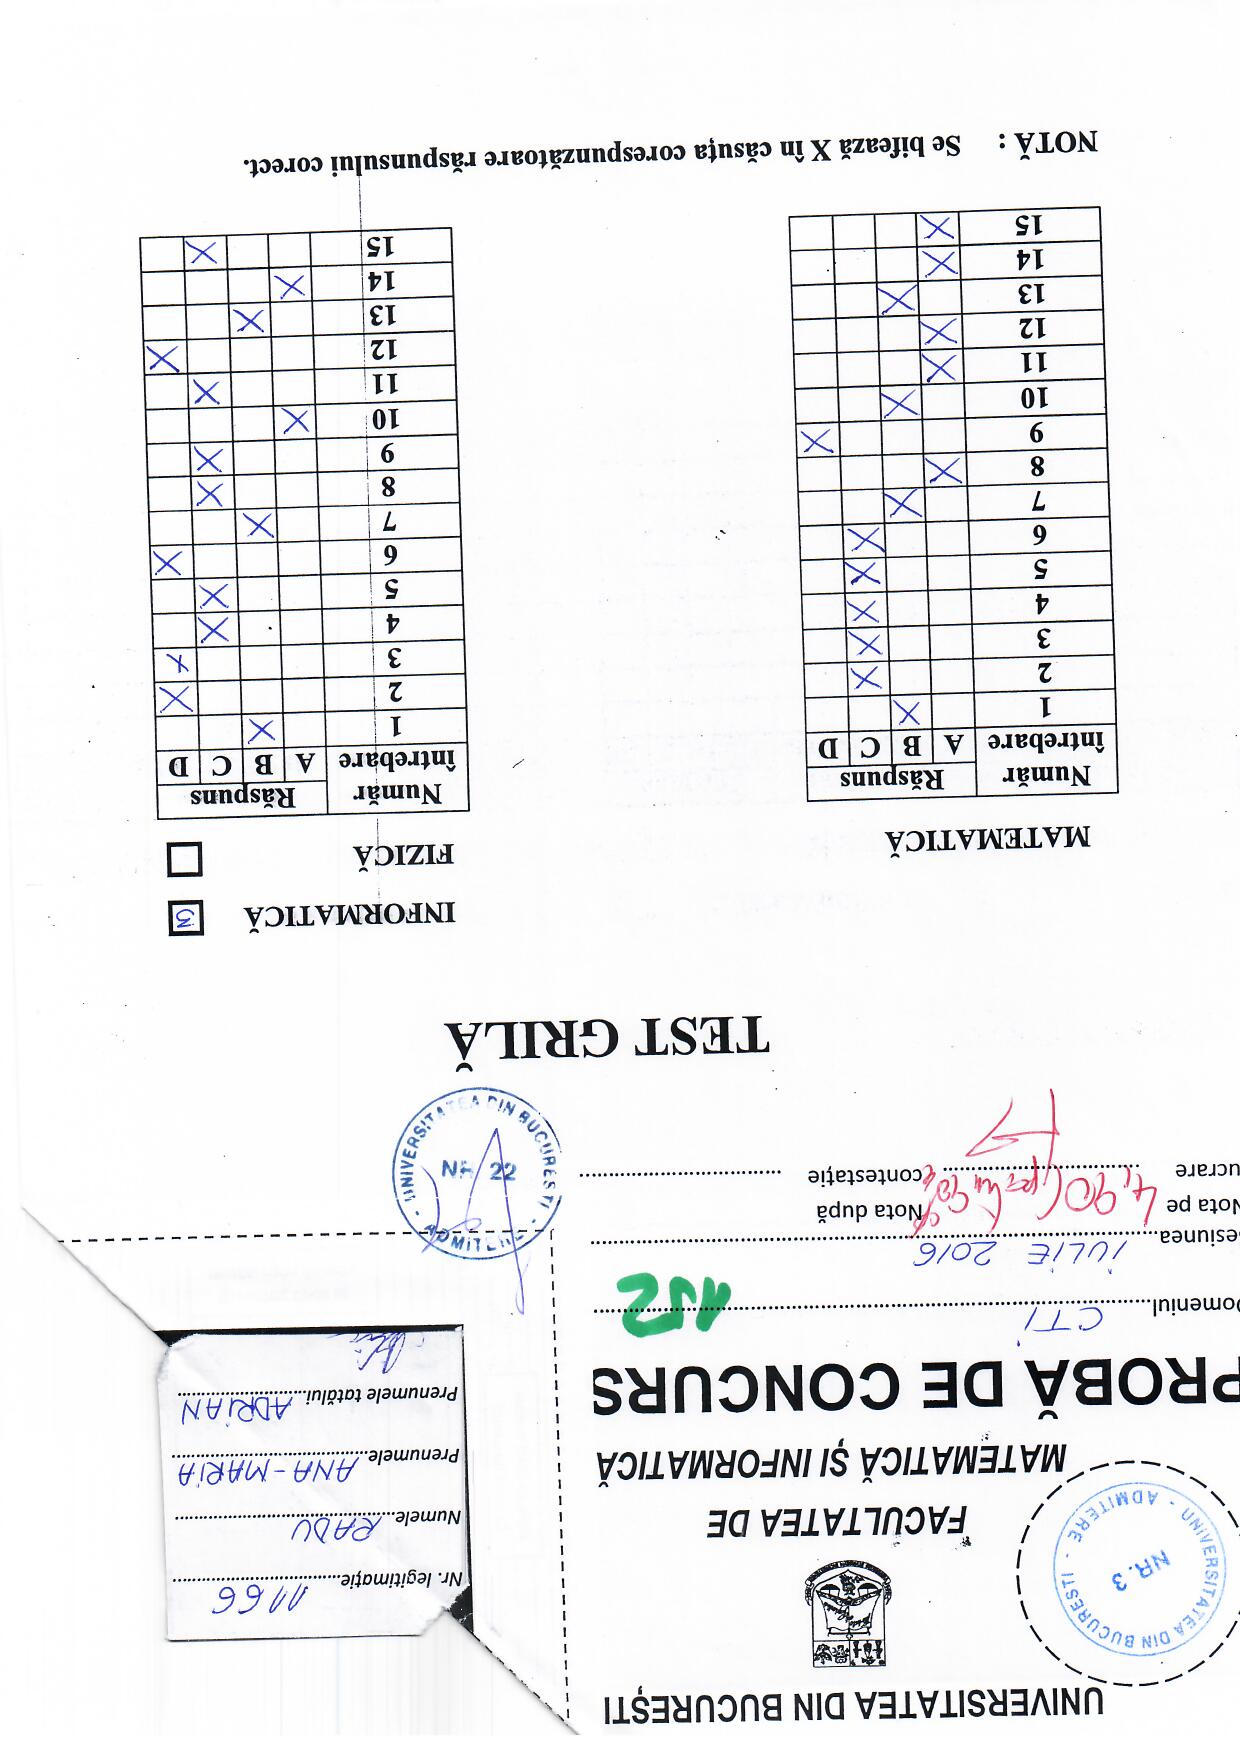 UNIVERSITATEA DIN BUCUREŞTI
FACULTATEA DE
MATEMATICĂ ŞI INFORMATICĂ
PROBĂ DE CONCURS
UNIVERSITATEA DIN BUCUREŞTI - ADMITERE -
NR. 3
Nr. legitimaţie 1166
Numele RADU
Prenumele ANA-MARIA
Prenumele tatălui ADRIAN
Domeniul CTI
152
Sesiunea IULIE 2016
Nota pe lucrare 4,90
Nota după contestaţie
UNIVERSITATEA DIN BUCUREŞTI - ADMITERE -
NR 22
TEST GRILĂ
INFORMATICĂ 3
FIZICĂ
MATEMATICĂ
Număr întrebare Răspuns
A B C D
1 X
2 X
3 X
4 X
5 X
6 X
7 X
8 X
9 X
10 X
11 X
12 X
13 X
14 X
15 X
Număr întrebare Răspuns
A B C D
1 X
2 X
3 X
4 X
5 X
6 X
7 X
8 X
9 X
10 X
11 X
12 X
13 X
14 X
15 X
NOTĂ : Se bifează X în căsuţa corespunzătoare răspunsului corect.